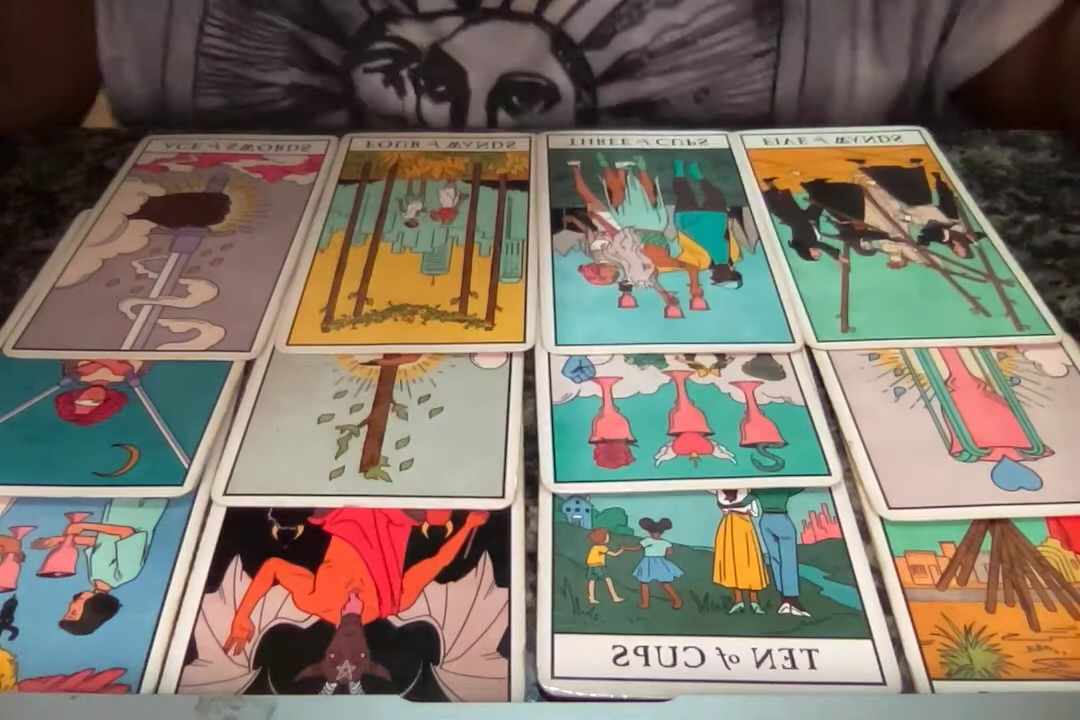 ACE of SWORDS
FOUR of WANDS
THREE of CUPS
FIVE of WANDS
TEN of CUPS